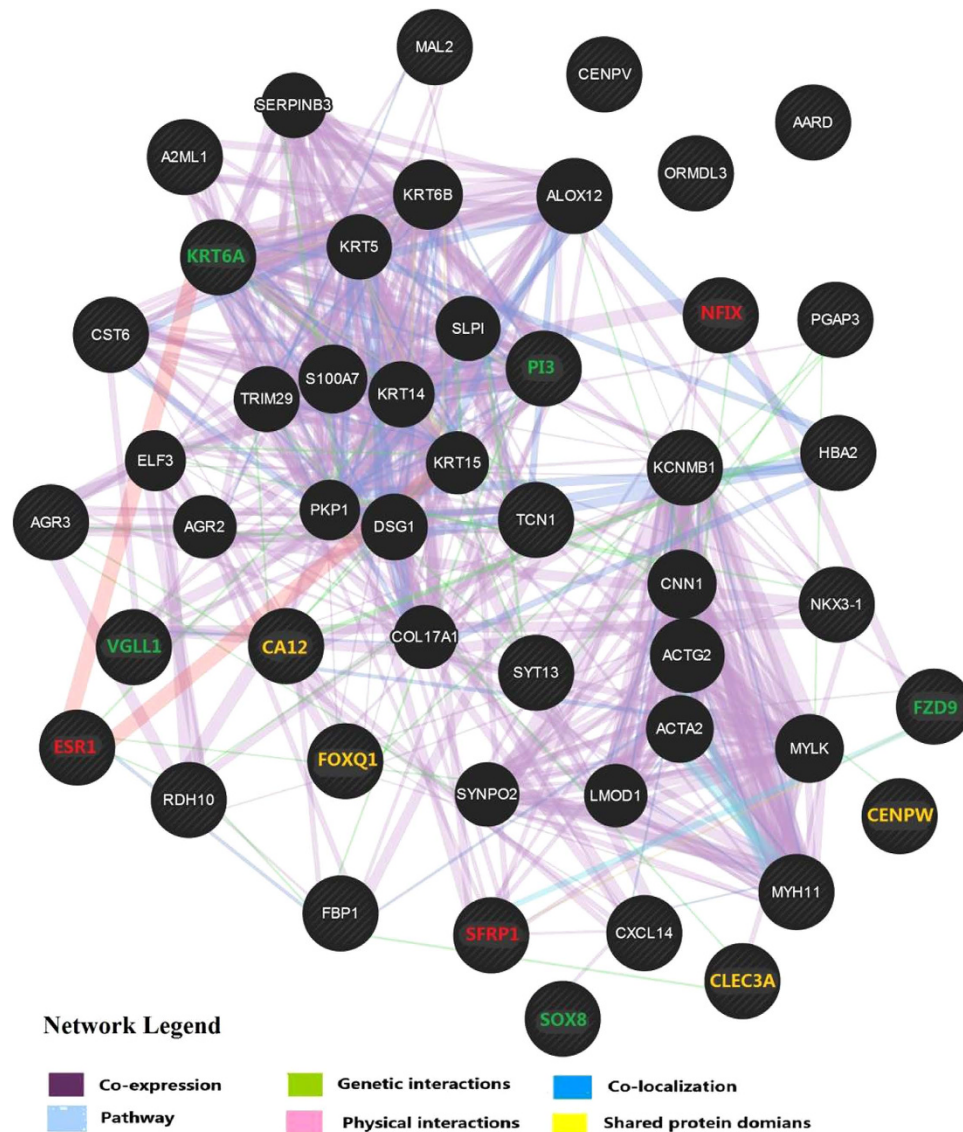 MAL2
CENPV
SERPINB3
AARD
A2ML1
ORMDL3
KRT6B
ALOX12
KRT5
KRT6A
NFIX
PGAP3
CST6
SLPI
PI3
S100A7
KRT14
TRIM29
HBA2
ELF3
KRT15
KCNMB1
PKP1
TCN1
AGR3
AGR2
DSG1
CNN1
NKX3-1
VGLL1
CA12
COL17A1
ACTG2
SYT13
FZD9
ESR1
ACTA2
MYLK
FOXQ1
RDH10
SYNPO2
LMOD1
CENPW
MYH11
FBP1
SFRP1
CXCL14
CLEC3A
SOX8
Network Legend
Co-expression
Genetic interactions
Co-localization
Pathway
Physical interactions
Shared protein domians